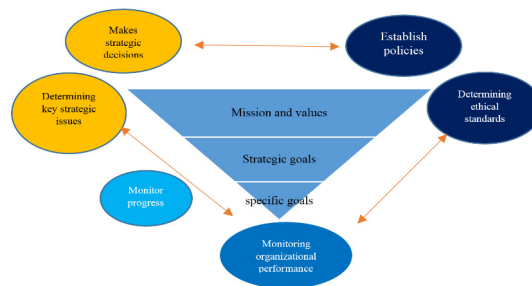 Makes
strategic
decisions
Establish
policies
Determining
key strategic
issues
Mission and values
Determining
ethical
standards
Strategic goals
Monitor
progress
specific goals
Monitoring
organizational
performance